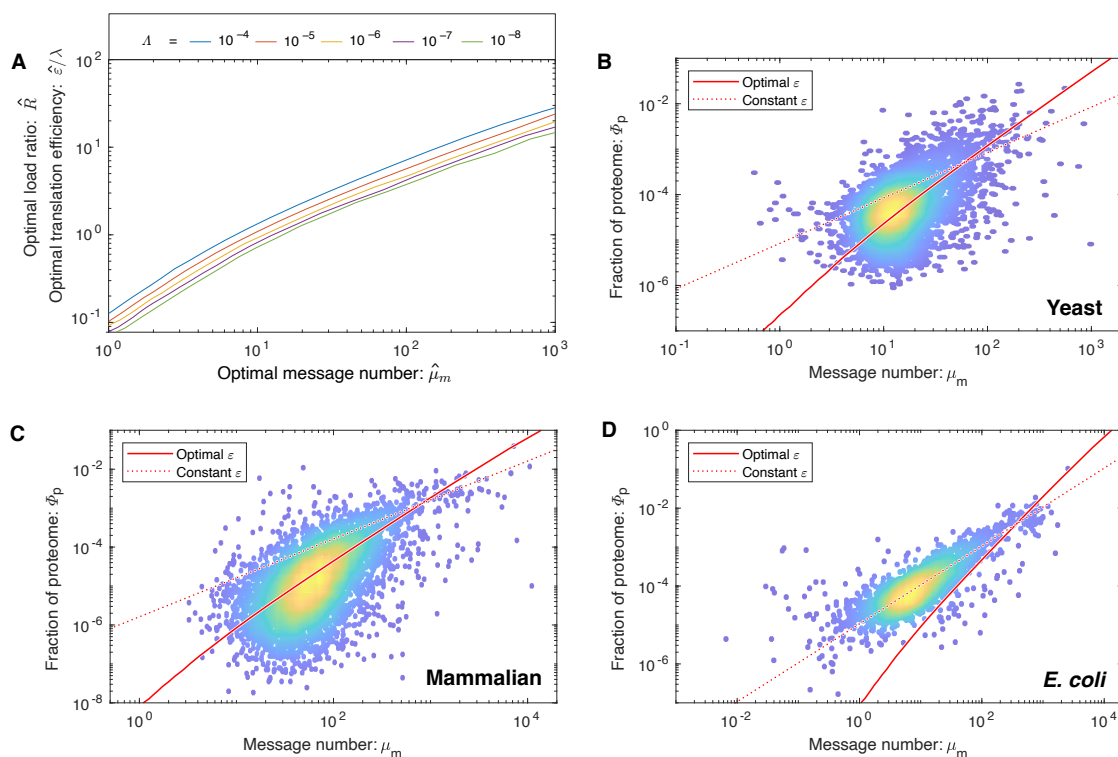 Λ = 10⁻⁴ 10⁻⁵ 10⁻⁶ 10⁻⁷ 10⁻⁸
A
Optimal load ratio: R̂
Optimal translation efficiency: ε̂/λ
10²
10¹
10⁰
10⁻¹
10⁰ 10¹ 10² 10³
Optimal message number: μ̂ₘ
B
Optimal ε
Constant ε
Fraction of proteome: Φₚ
10⁻²
10⁻⁴
10⁻⁶
Yeast
10⁻¹ 10⁰ 10¹ 10² 10³
Message number: μₘ
C
Optimal ε
Constant ε
Fraction of proteome: Φₚ
10⁻²
10⁻⁴
10⁻⁶
10⁻⁸
Mammalian
10⁰ 10² 10⁴
Message number: μₘ
D
Optimal ε
Constant ε
Fraction of proteome: Φₚ
10⁰
10⁻²
10⁻⁴
10⁻⁶
E. coli
10⁻² 10⁰ 10² 10⁴
Message number: μₘ